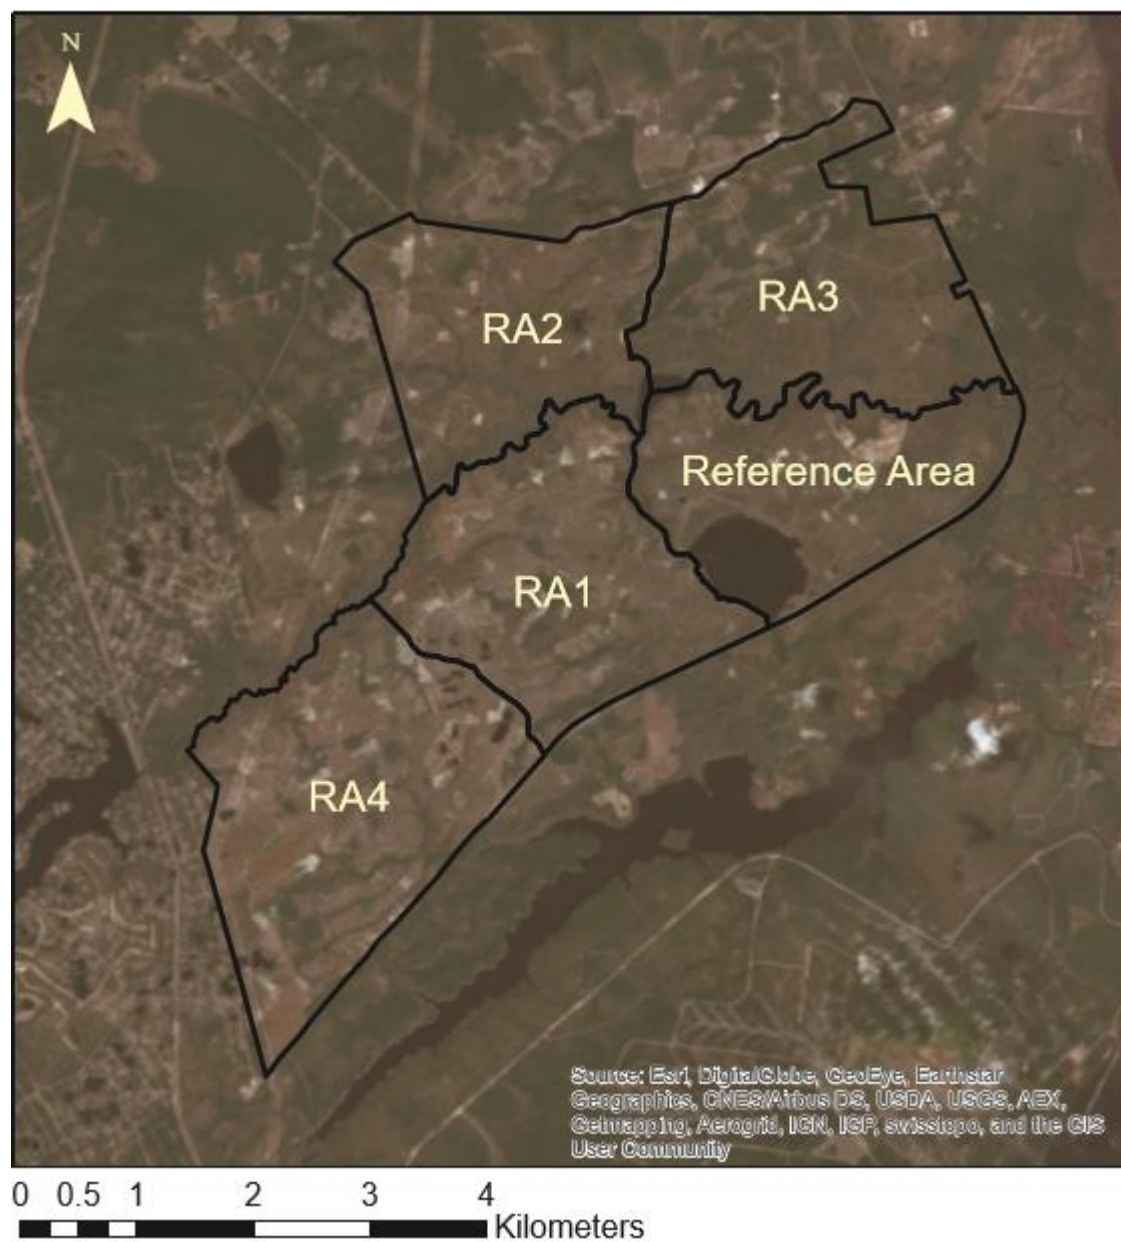 N
RA3
RA2
Reference Area
RA1
RA4
Source: Esri, DigitalGlobe, GeoEye, Earthstar
Geographics, CNES/Airbus DS, USDA, USGS, AEX,
Getmapping, Aerogrid, IGN, IGP, swisstopo, and the GIS
User Community
0 0.5 1 2 3 4
Kilometers